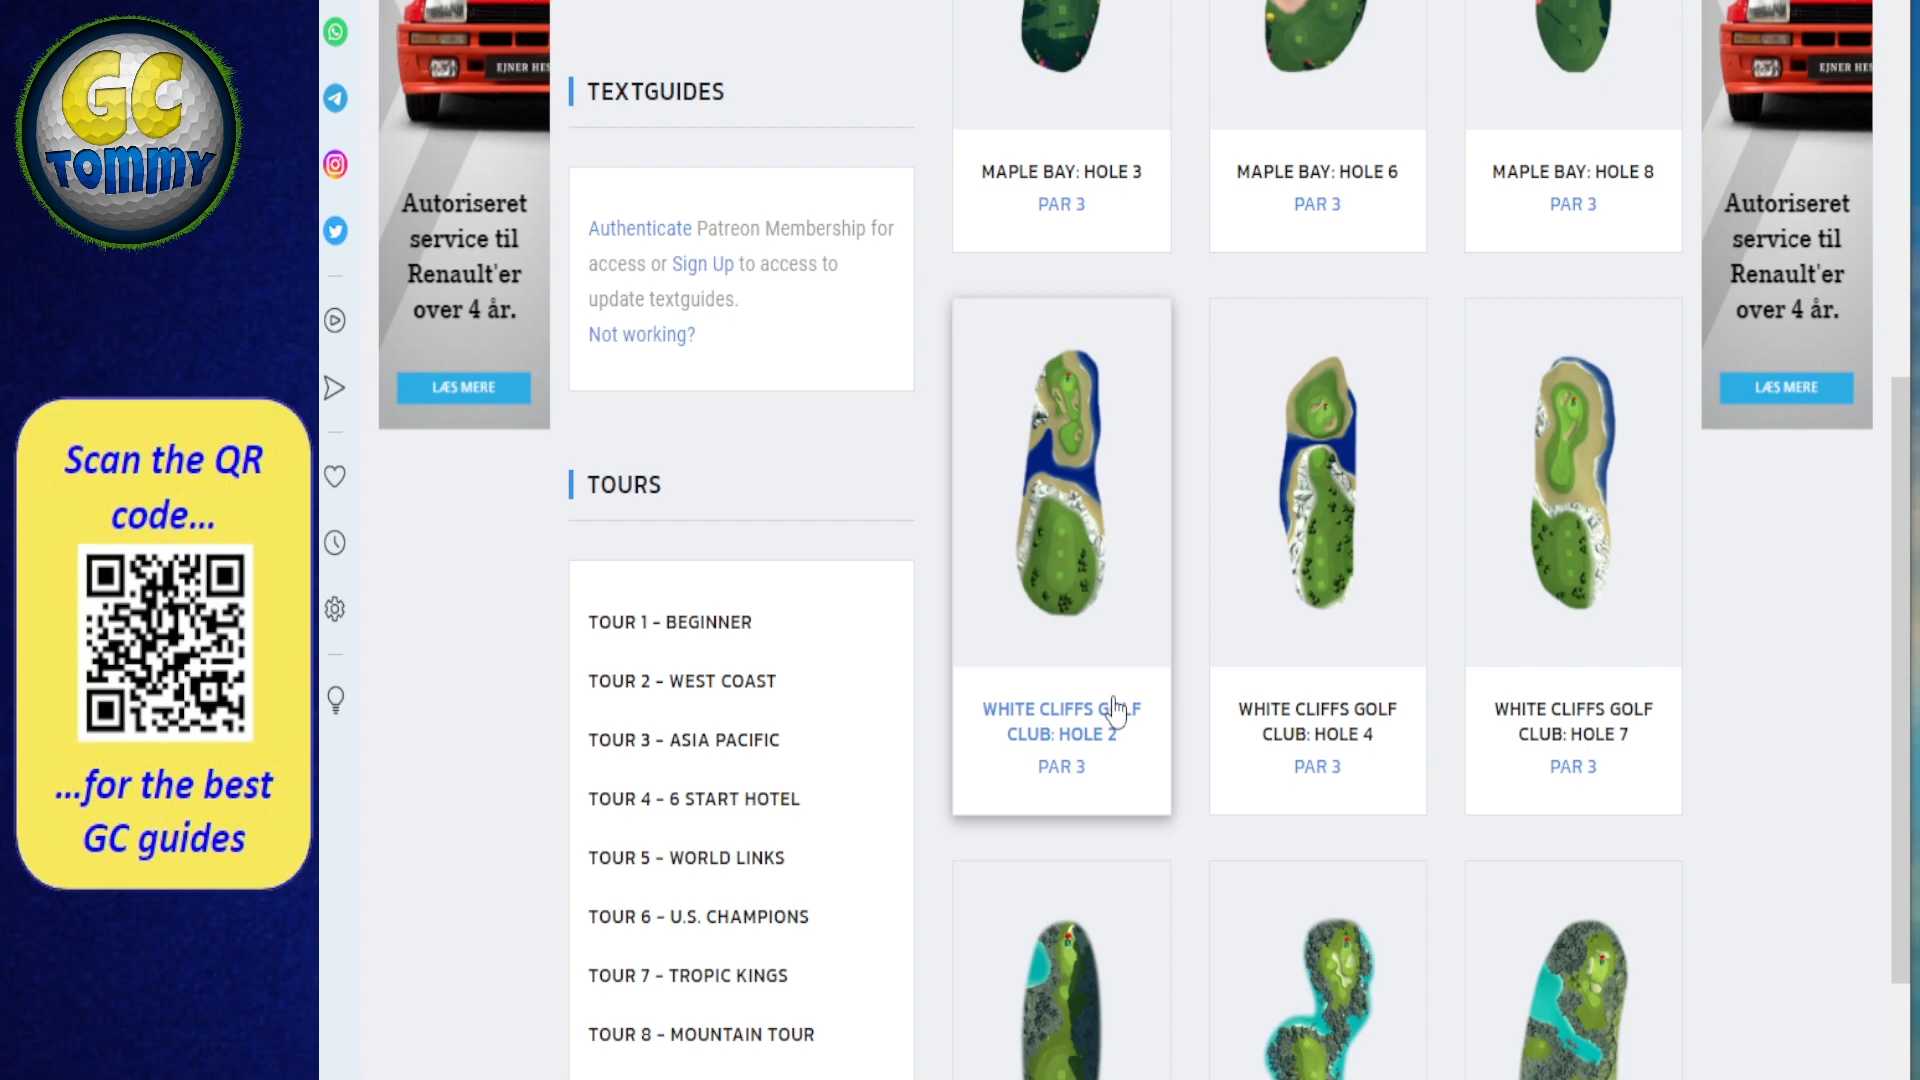 GC
TOMMY
Scan the QR
code...
...for the best
GC guides
EJNER HES
Autoriseret
service til
Renault'er
over 4 år.
LÆS MERE
TEXTGUIDES
Authenticate Patreon Membership for
access or Sign Up to access to
update textguides.
Not working?
TOURS
TOUR 1 - BEGINNER
TOUR 2 - WEST COAST
TOUR 3 - ASIA PACIFIC
TOUR 4 - 6 START HOTEL
TOUR 5 - WORLD LINKS
TOUR 6 - U.S. CHAMPIONS
TOUR 7 - TROPIC KINGS
TOUR 8 - MOUNTAIN TOUR
MAPLE BAY: HOLE 3
PAR 3
MAPLE BAY: HOLE 6
PAR 3
MAPLE BAY: HOLE 8
PAR 3
WHITE CLIFFS GOLF
CLUB: HOLE 2
PAR 3
WHITE CLIFFS GOLF
CLUB: HOLE 4
PAR 3
WHITE CLIFFS GOLF
CLUB: HOLE 7
PAR 3
EJNER HES
Autoriseret
service til
Renault'er
over 4 år.
LÆS MERE